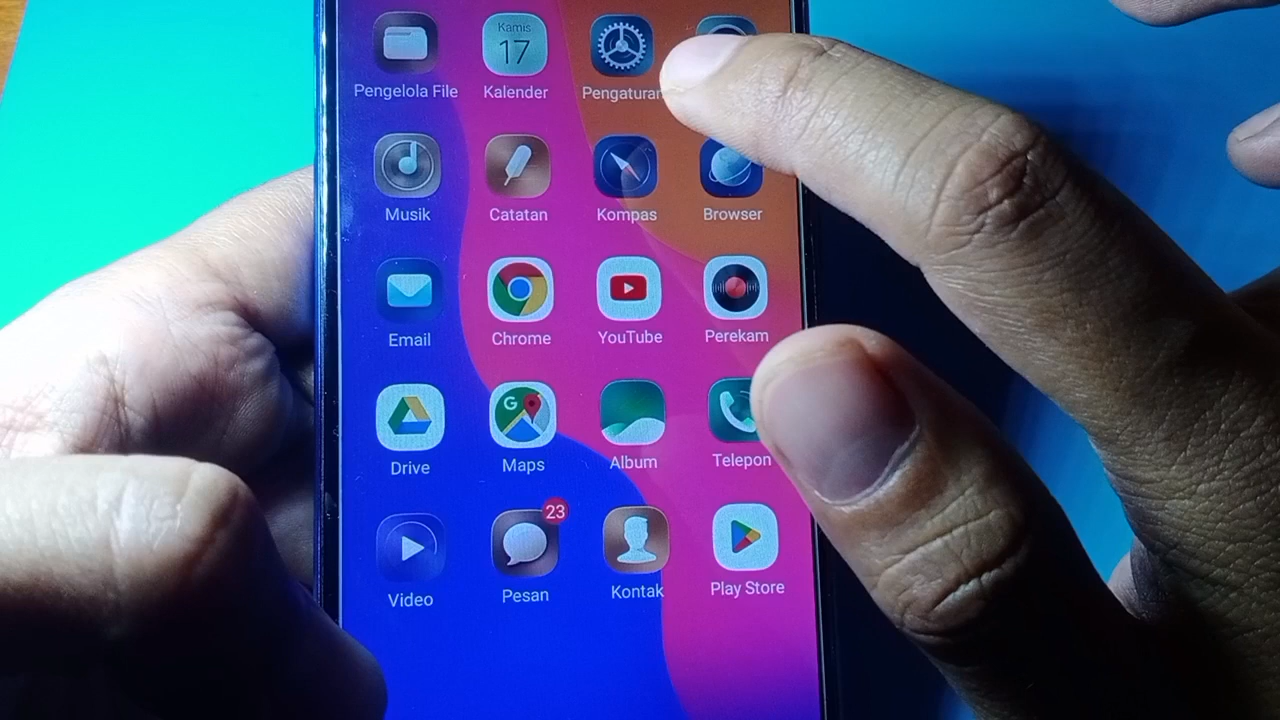 Pengelola File
Kamis
17
Kalender
Pengaturan
Musik
Catatan
Kompas
Browser
Email
Chrome
YouTube
Perekam
Drive
G
Maps
Album
Telepon
Video
23
Pesan
Kontak
Play Store